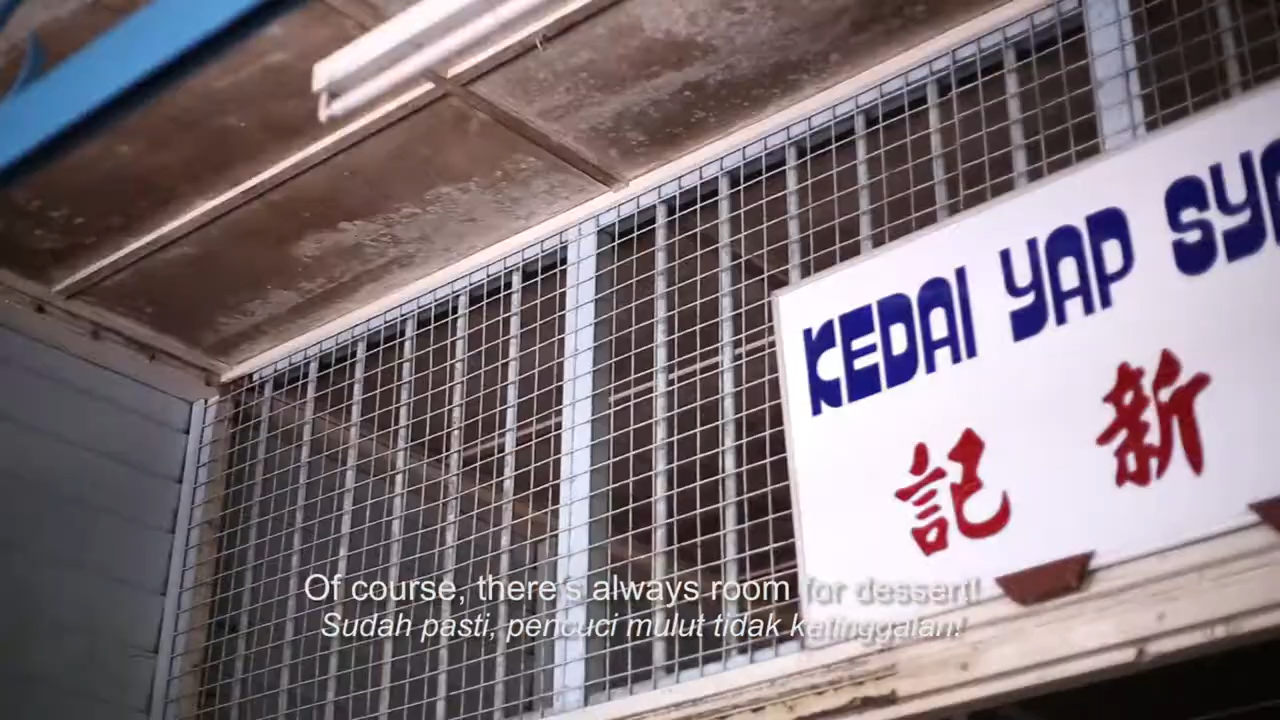 KEDAI YAP
記 新
Of course, there's always room for dessert!
Sudah pasti, pencuci mulut tidak ketinggalan!